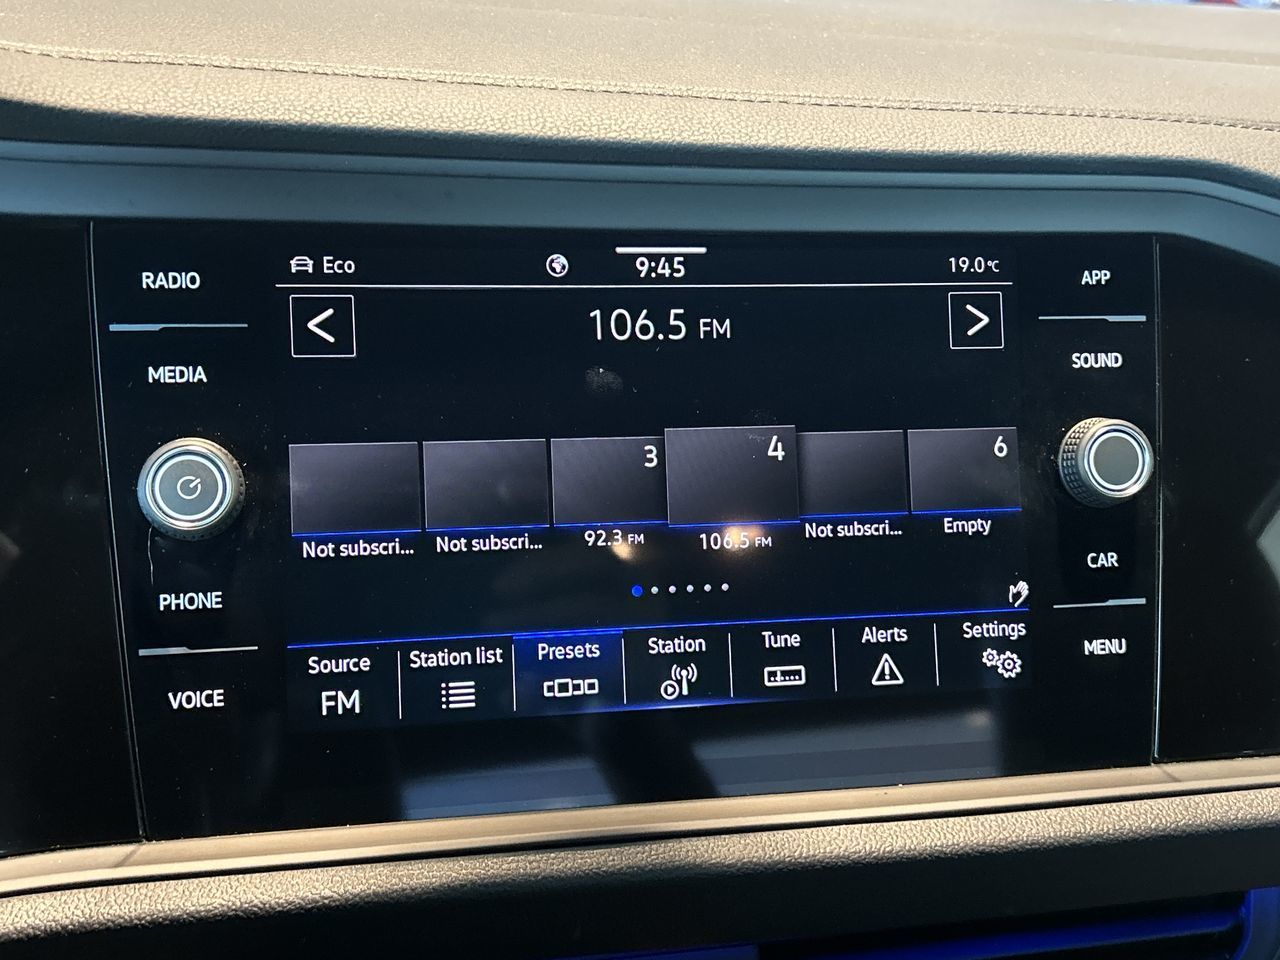 RADIO
MEDIA
PHONE
VOICE
Eco
9:45
19.0°C
<
106.5 FM
>
3
4
6
Not subscri...
Not subscri...
92.3 FM
106.5 FM
Not subscri...
Empty
Source
FM
Station list
Presets
Station
Tune
Alerts
Settings
APP
SOUND
CAR
MENU